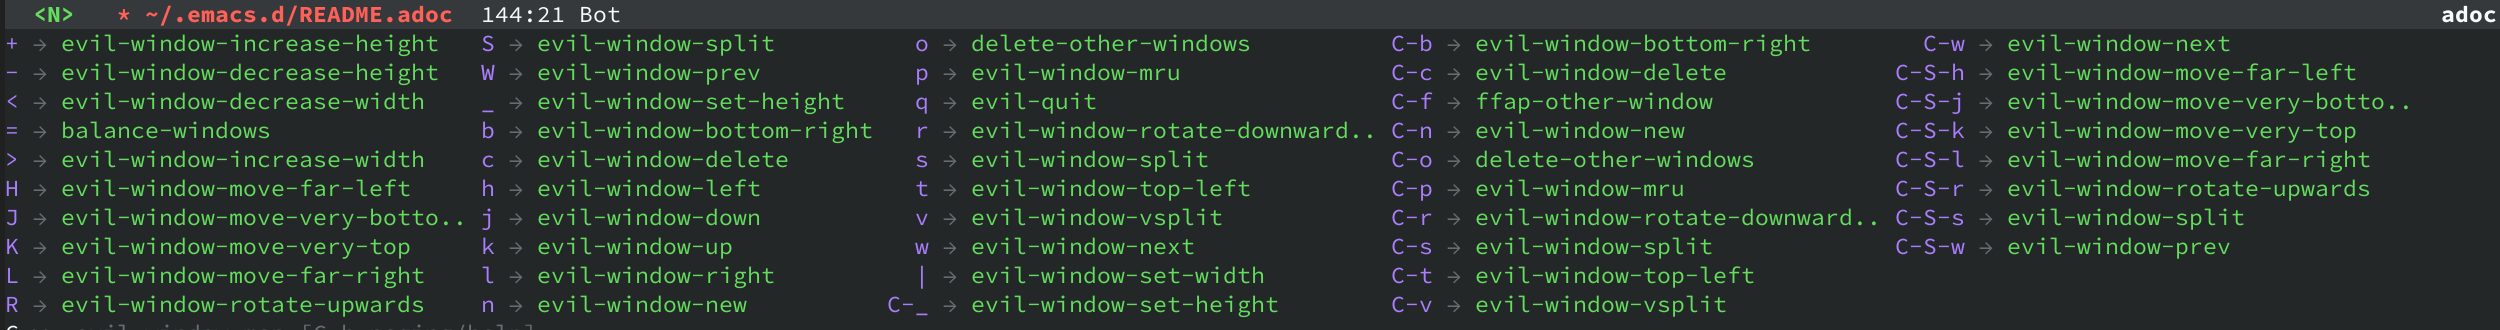 <N> * ~/.emacs.d/README.adoc 144:21 Bot adoc
+ → evil-window-increase-height S → evil-window-split o → delete-other-windows C-b → evil-window-bottom-right C-w → evil-window-next
- → evil-window-decrease-height W → evil-window-prev p → evil-window-mru C-c → evil-window-delete C-S-h → evil-window-move-far-left
< → evil-window-decrease-width _ → evil-window-set-height q → evil-quit C-f → ffap-other-window C-S-j → evil-window-move-very-botto..
= → balance-windows b → evil-window-bottom-right r → evil-window-rotate-downward.. C-n → evil-window-new C-S-k → evil-window-move-very-top
> → evil-window-increase-width c → evil-window-delete s → evil-window-split C-o → delete-other-windows C-S-l → evil-window-move-far-right
H → evil-window-move-far-left h → evil-window-left t → evil-window-top-left C-p → evil-window-mru C-S-r → evil-window-rotate-upwards
J → evil-window-move-very-botto.. j → evil-window-down v → evil-window-vsplit C-r → evil-window-rotate-downward.. C-S-s → evil-window-split
K → evil-window-move-very-top k → evil-window-up w → evil-window-next C-s → evil-window-split C-S-w → evil-window-prev
L → evil-window-move-far-right l → evil-window-right | → evil-window-set-width C-t → evil-window-top-left
R → evil-window-rotate-upwards n → evil-window-new C-_ → evil-window-set-height C-v → evil-window-vsplit